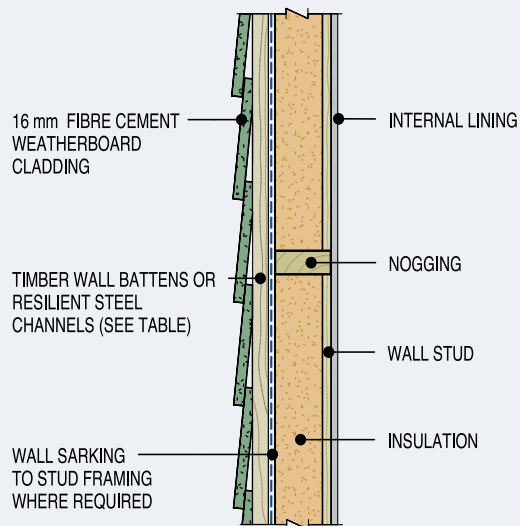 16 mm FIBRE CEMENT
WEATHERBOARD
CLADDING
TIMBER WALL BATTENS OR
RESILIENT STEEL
CHANNELS (SEE TABLE)
WALL SARKING
TO STUD FRAMING
WHERE REQUIRED
INTERNAL LINING
NOGGING
WALL STUD
INSULATION